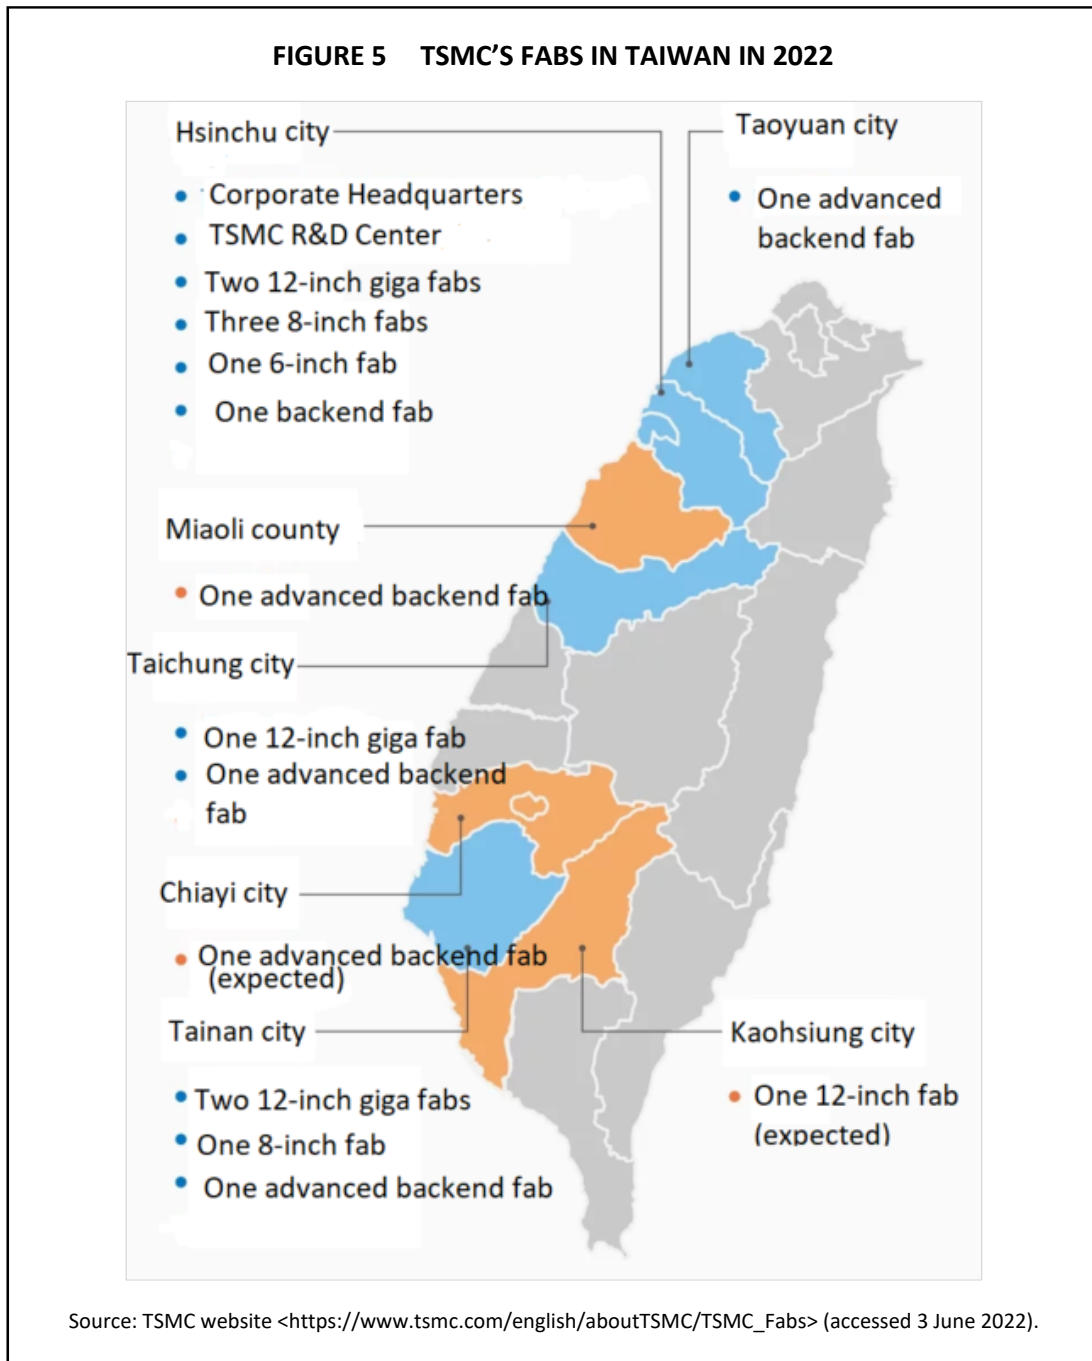 FIGURE 5 TSMC'S FABS IN TAIWAN IN 2022
Hsinchu city
Corporate Headquarters
TSMC R&D Center
Two 12-inch giga fabs
Three 8-inch fabs
One 6-inch fab
One backend fab
Taoyuan city
One advanced
backend fab
Miaoli county
One advanced backend fab
Taichung city
One 12-inch giga fab
One advanced backend
fab
Chiayi city
One advanced backend fab
(expected)
Tainan city
Two 12-inch giga fabs
One 8-inch fab
One advanced backend fab
Kaohsiung city
One 12-inch fab
(expected)
Source: TSMC website <https://www.tsmc.com/english/aboutTSMC/TSMC_Fabs> (accessed 3 June 2022).